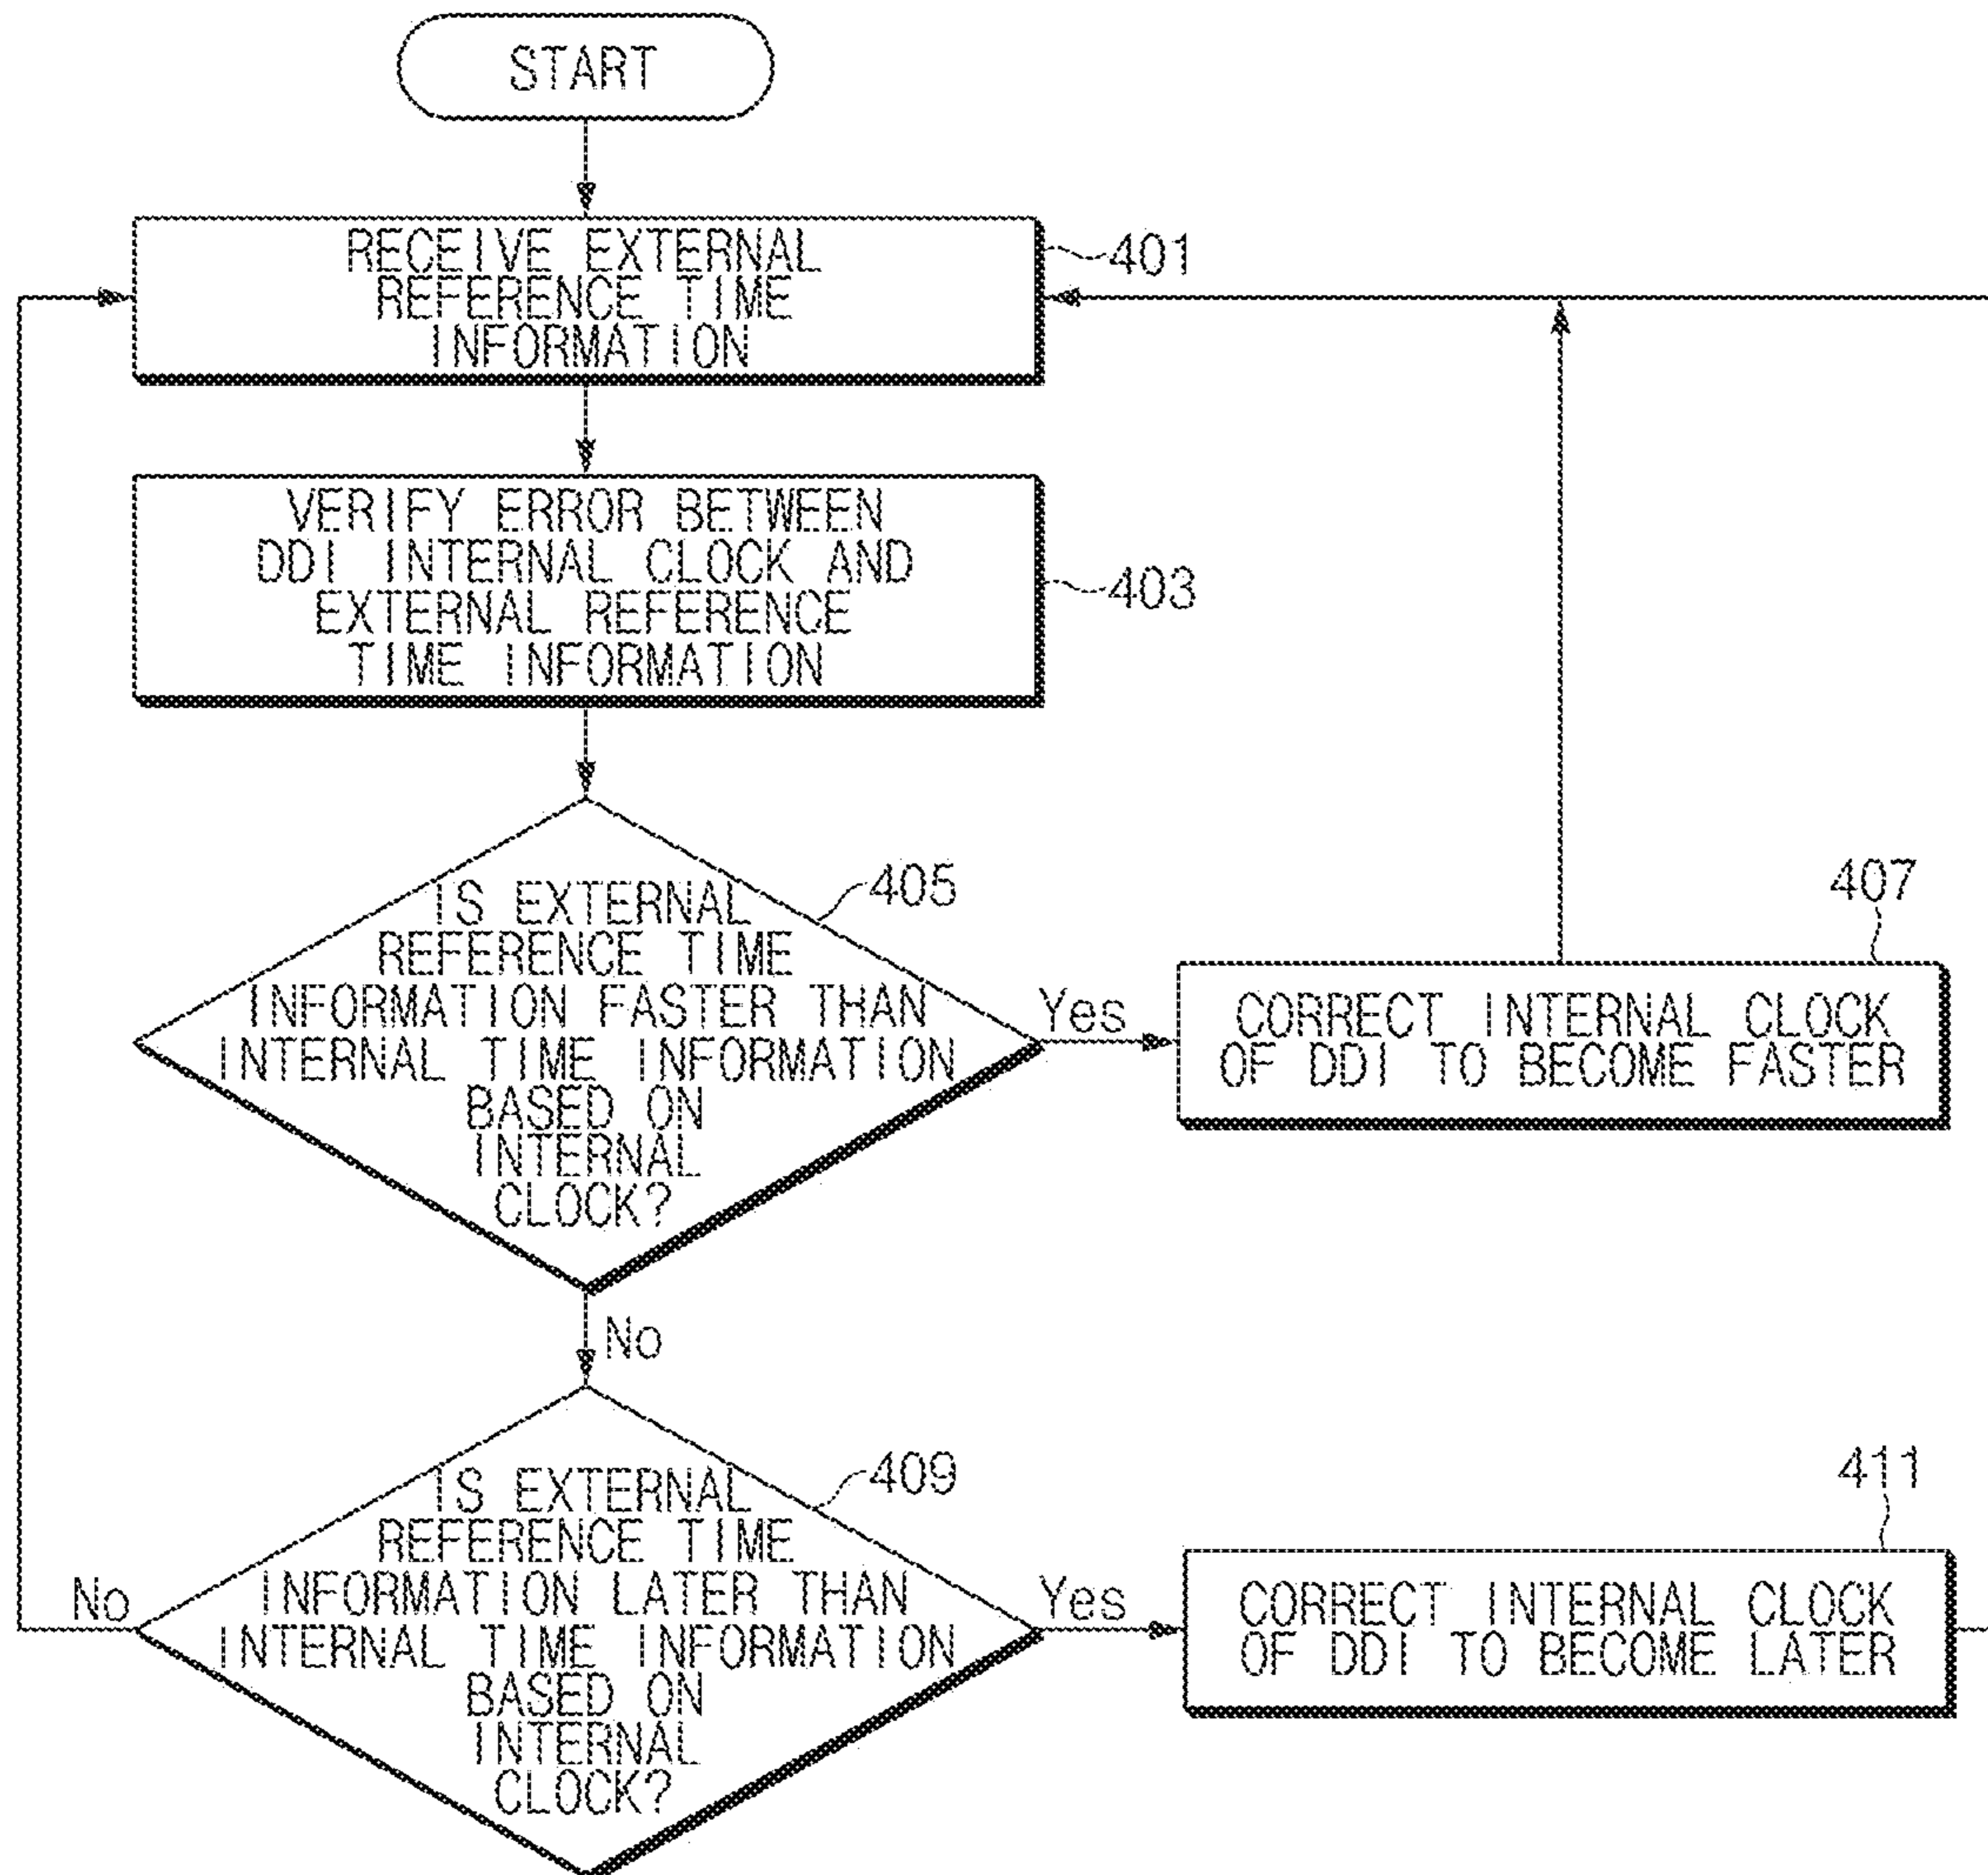 START
RECEIVE EXTERNAL
REFERENCE TIME
INFORMATION
401
VERIFY ERROR BETWEEN
DDI INTERNAL CLOCK AND
EXTERNAL REFERENCE
TIME INFORMATION
403
IS EXTERNAL
REFERENCE TIME
INFORMATION FASTER THAN
INTERNAL TIME INFORMATION
BASED ON
INTERNAL
CLOCK?
405
Yes
407
CORRECT INTERNAL CLOCK
OF DDI TO BECOME FASTER
No
IS EXTERNAL
REFERENCE TIME
INFORMATION LATER THAN
INTERNAL TIME INFORMATION
BASED ON
INTERNAL
CLOCK?
409
No
Yes
411
CORRECT INTERNAL CLOCK
OF DDI TO BECOME LATER